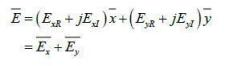 E̅ = (E_xR + jE_xI) x̅ + (E_yR + jE_yI) y̅
= E̅_x̅ + E̅_y̅